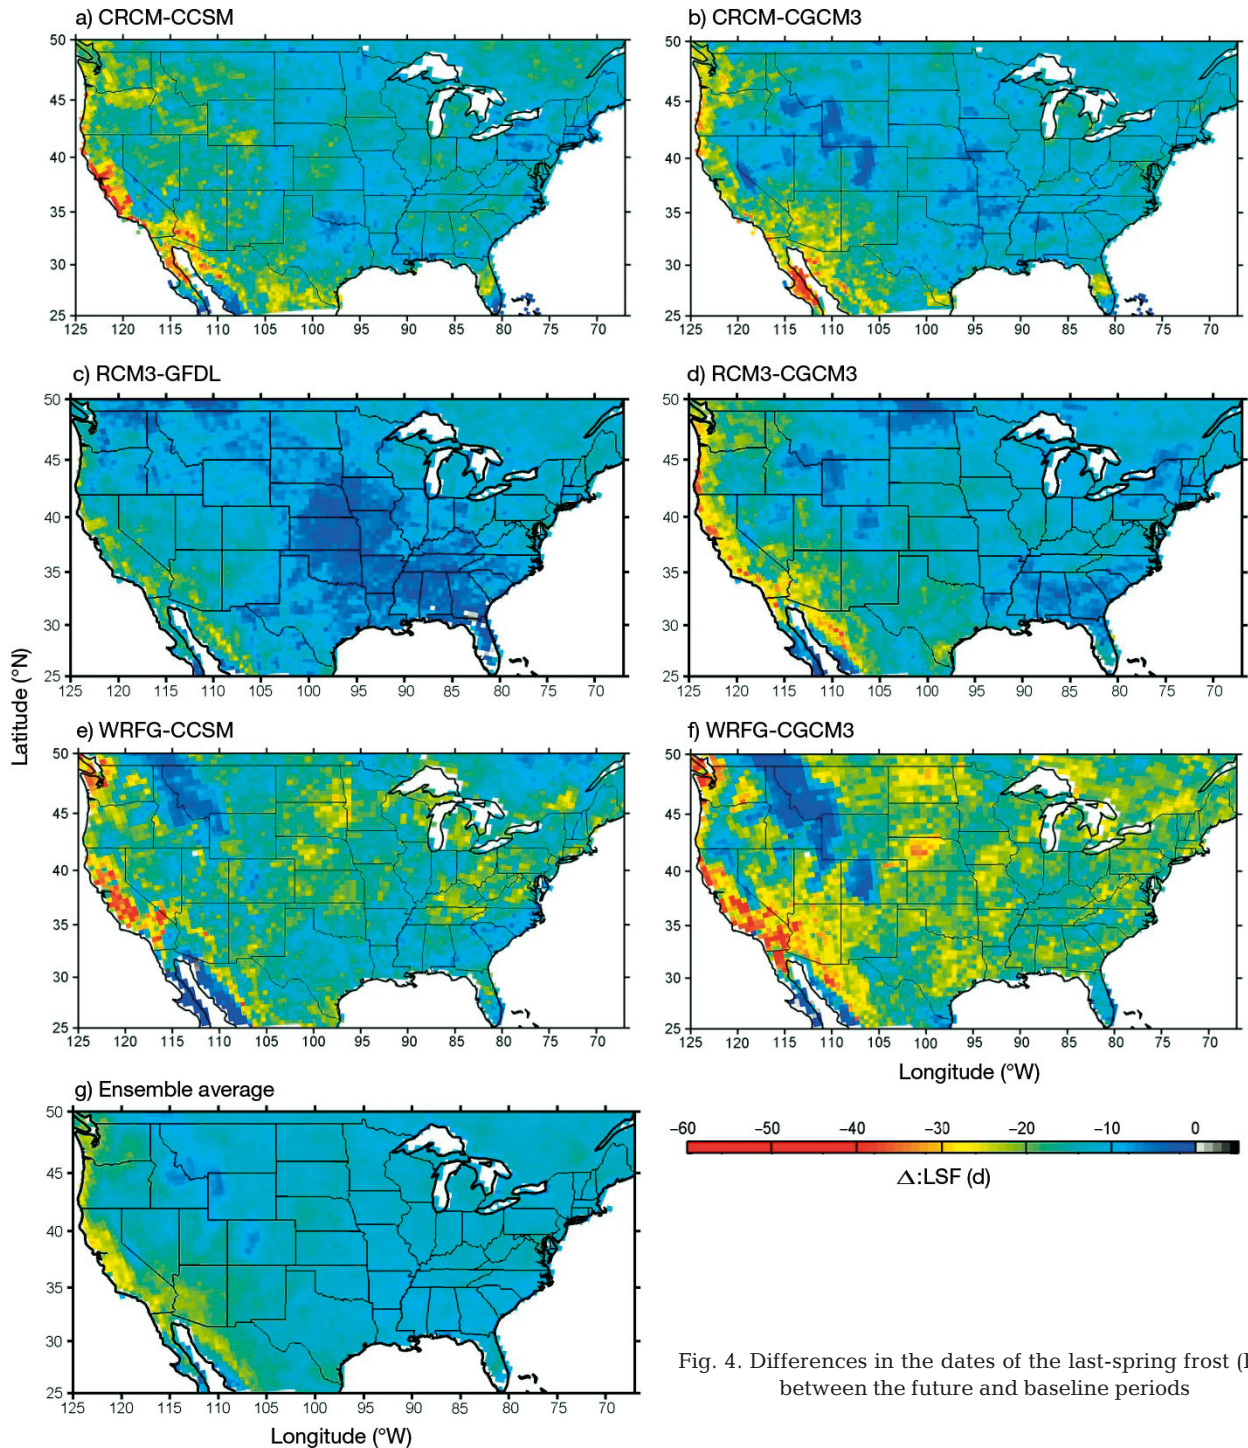 a) CRCM-CCSM
b) CRCM-CGCM3
50
45
40
35
30
25
125 120 115 110 105 100 95 90 85 80 75 70
50
45
40
35
30
25
125 120 115 110 105 100 95 90 85 80 75 70
c) RCM3-GFDL
d) RCM3-CGCM3
50
45
40
35
30
25
125 120 115 110 105 100 95 90 85 80 75 70
50
45
40
35
30
25
125 120 115 110 105 100 95 90 85 80 75 70
Latitude (°N)
e) WRFG-CCSM
f) WRFG-CGCM3
50
45
40
35
30
25
125 120 115 110 105 100 95 90 85 80 75 70
50
45
40
35
30
25
125 120 115 110 105 100 95 90 85 80 75 70
Longitude (°W)
g) Ensemble average
50
45
40
35
30
25
125 120 115 110 105 100 95 90 85 80 75 70
Longitude (°W)
–60 –50 –40 –30 –20 –10 0
Δ:LSF (d)
Fig. 4. Differences in the dates of the last-spring frost (
between the future and baseline periods